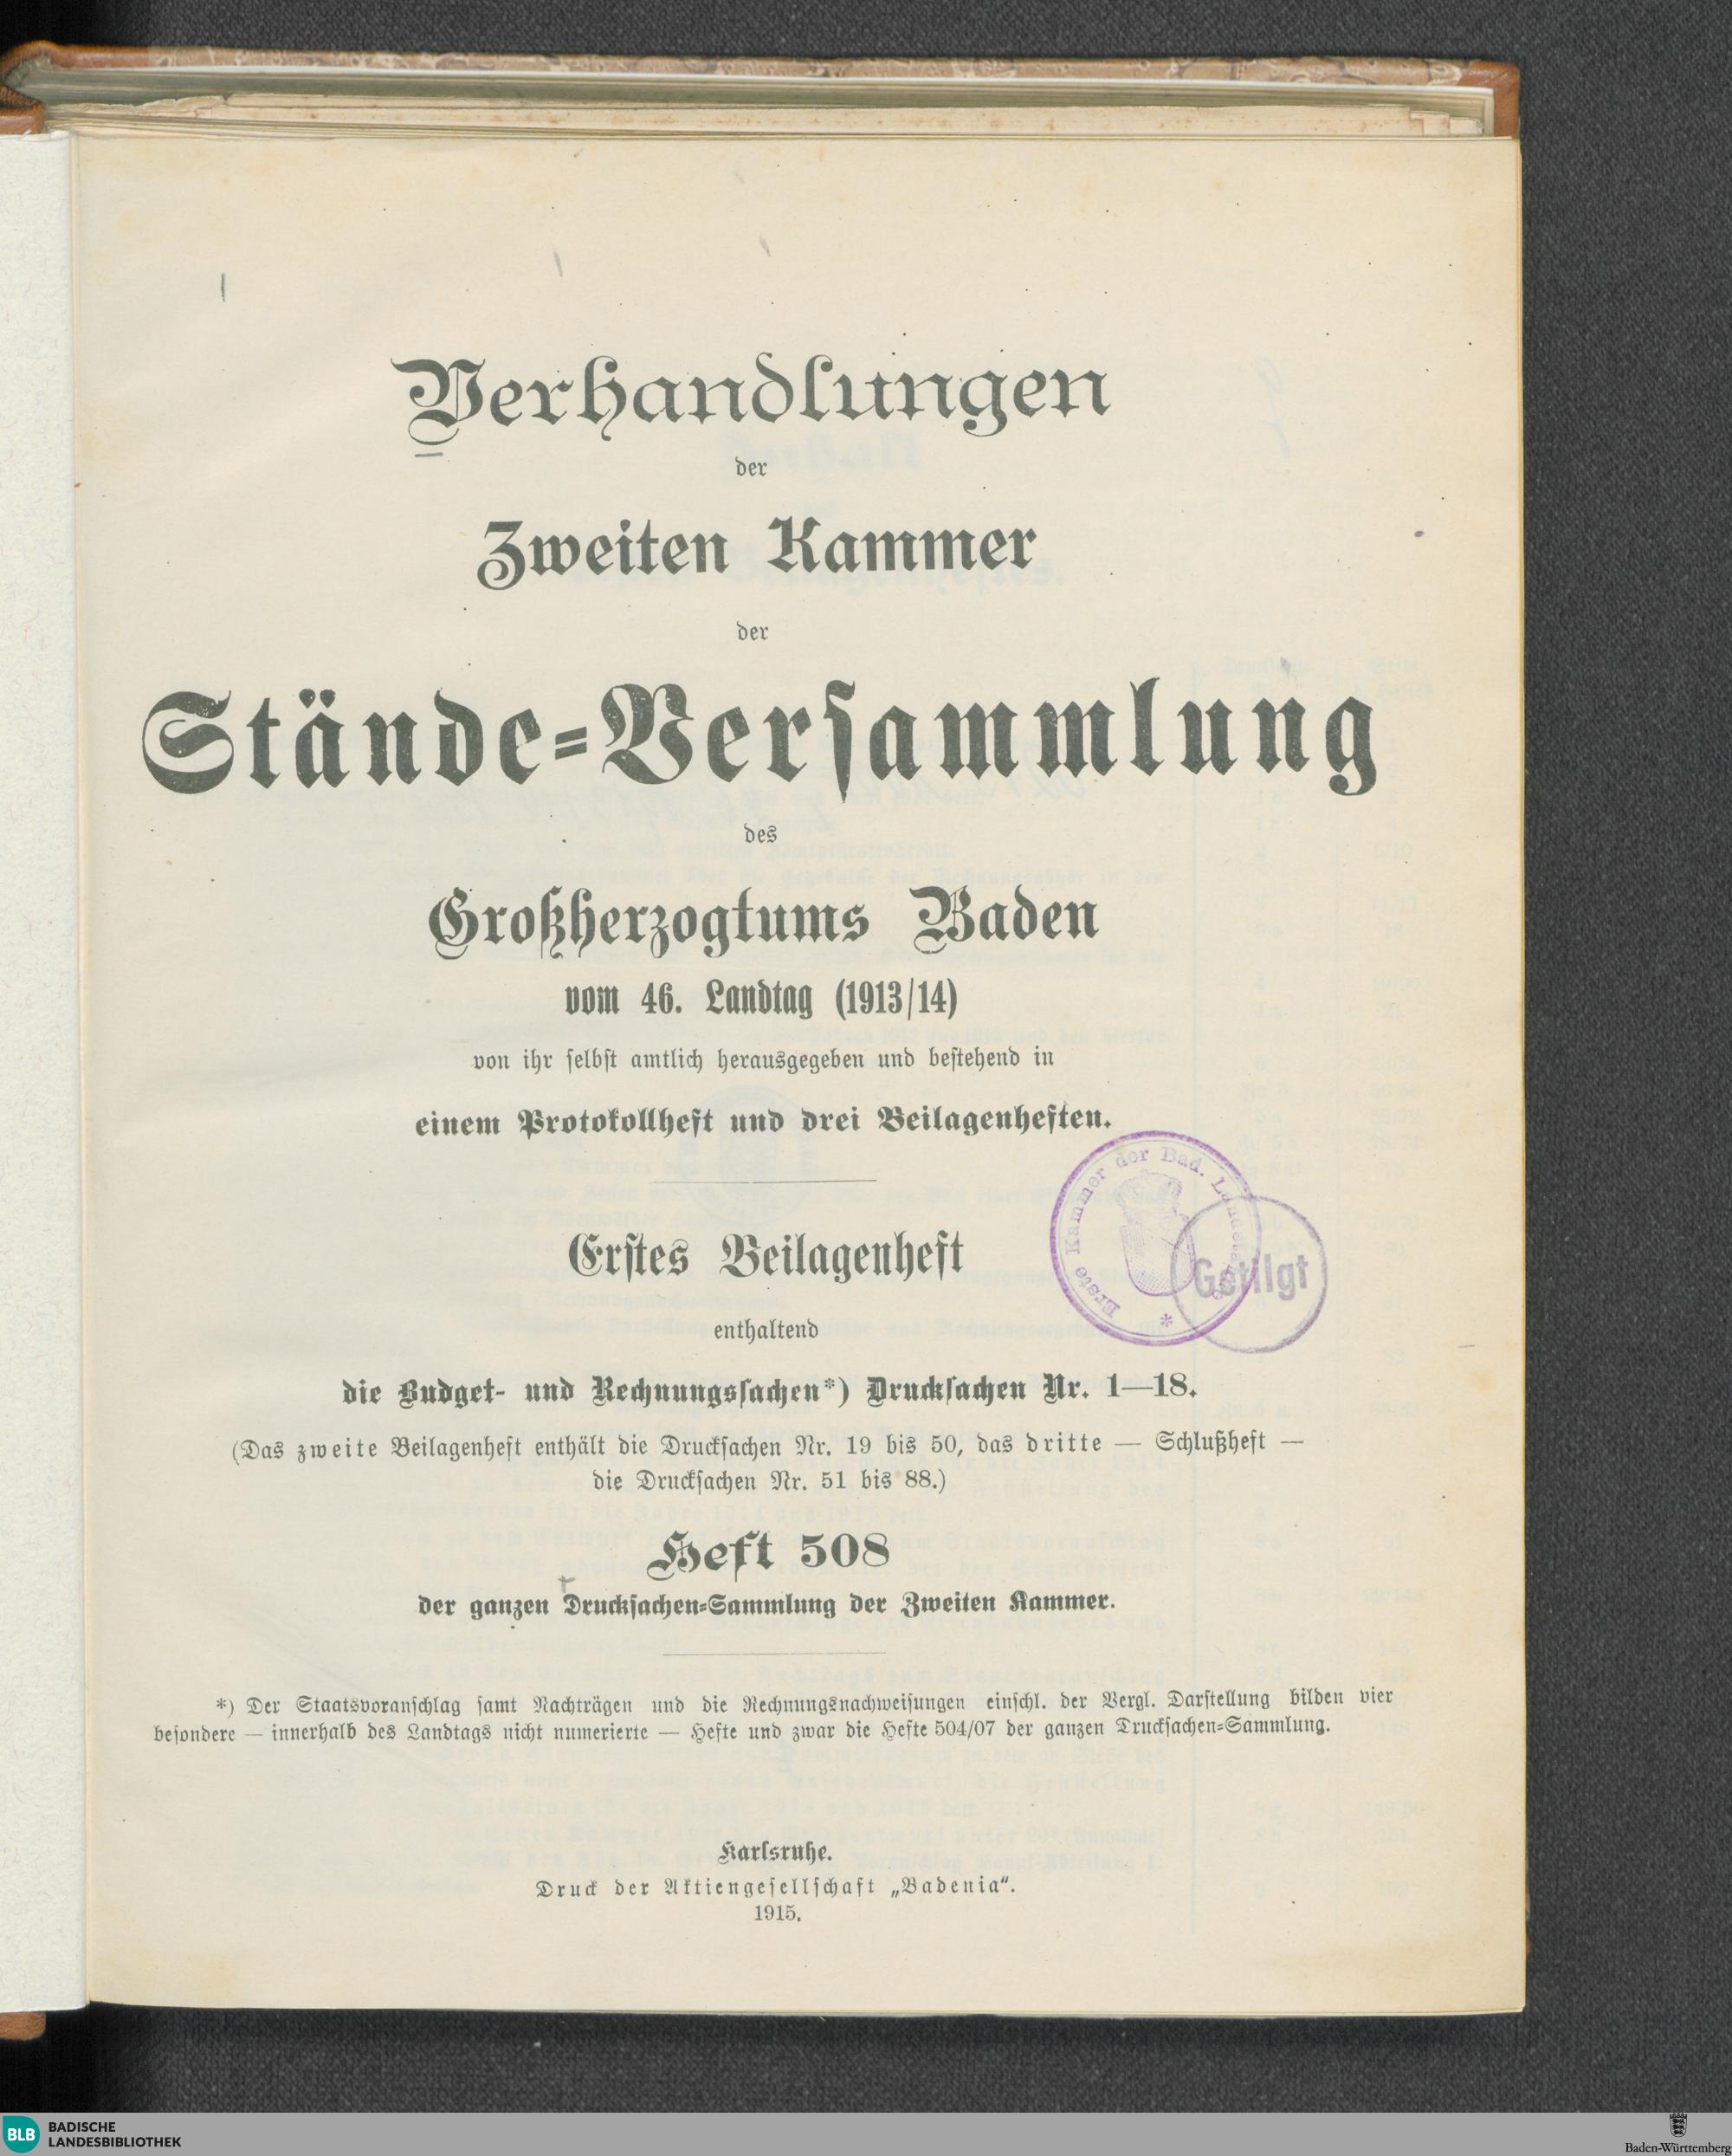 Verhandlungen
der
Zweiten Kammer
der
Stände-Versammlung
des
Großherzogtums Baden
vom 46. Landtag (1913/14)
von ihr selbst amtlich herausgegeben und bestehend in
einem Protokollheft und drei Beilagenheften.
Erste Kammer der Bad. Landstände
*
Getilgt
Erstes Beilagenheft
enthaltend
die Budget- und Rechnungssachen*) Drucksachen Nr. 1—18.
(Das zweite Beilagenheft enthält die Drucksachen Nr. 19 bis 50, das dritte — Schlußheft —
die Drucksachen Nr. 51 bis 88.)
Heft 508
der ganzen Drucksachen-Sammlung der Zweiten Kammer.
*) Der Staatsvoranschlag samt Nachträgen und die Rechnungsnachweisungen einschl. der Vergl. Darstellung bilden vier
besondere — innerhalb des Landtags nicht numerierte — Hefte und zwar die Hefte 504/07 der ganzen Drucksachen-Sammlung.
Karlsruhe.
Druck der Aktiengesellschaft „Badenia“.
1915.
BLB BADISCHE
LANDESBIBLIOTHEK
Baden-Württemberg